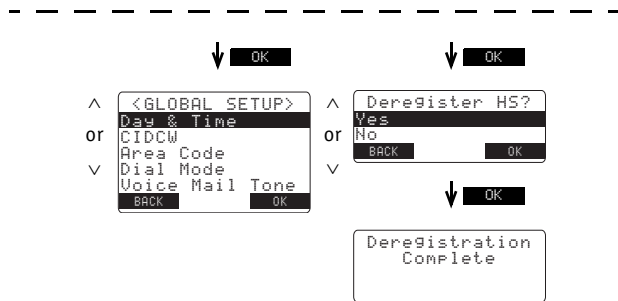 OK
<GLOBAL SETUP>
Day & Time
or
CIDCW
Area Code
Dial Mode
Voice Mail Tone
BACK OK
OK
Deregister HS?
Yes
or
No
BACK OK
OK
Deregistration
Complete